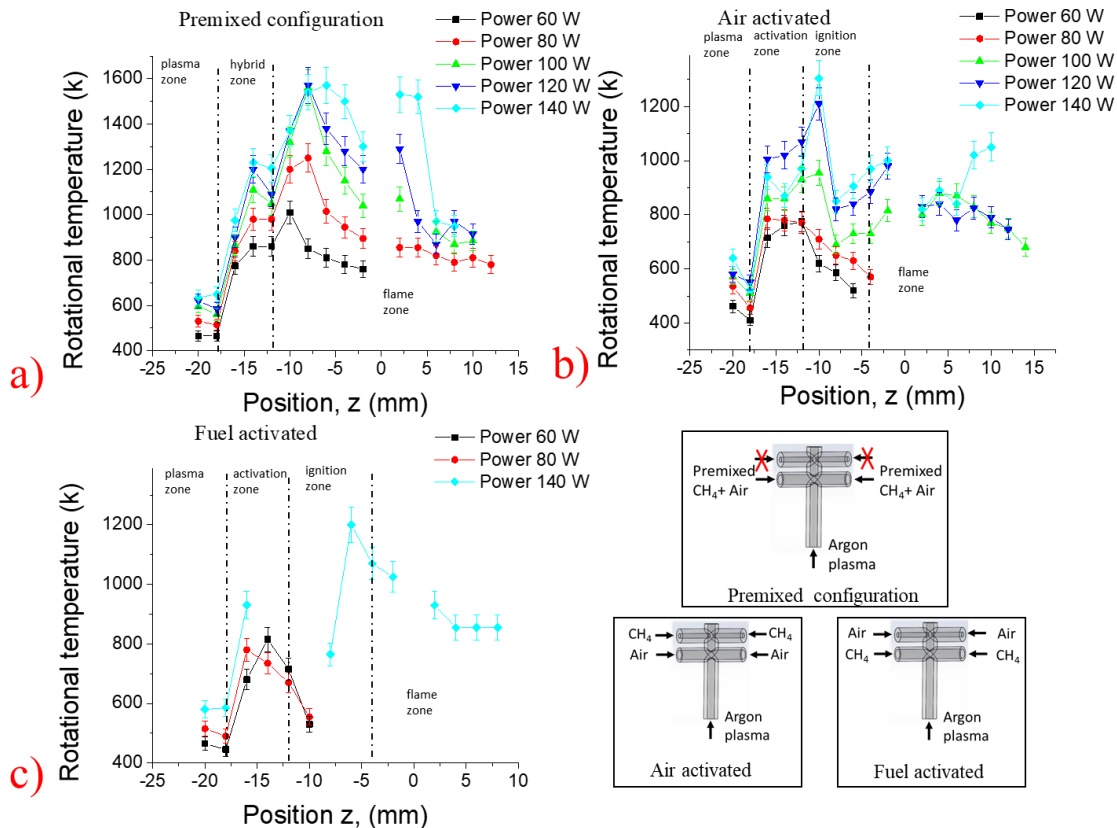 Premixed configuration
Power 60 W
Power 80 W
Power 100 W
Power 120 W
Power 140 W
plasma
zone
hybrid
zone
flame
zone
Rotational temperature (k)
1600
1400
1200
1000
800
600
400
-25
-20
-15
-10
-5
0
5
10
15
Position, z (mm)
a)
Air activated
Power 60 W
Power 80 W
Power 100 W
Power 120 W
Power 140 W
plasma
zone
activation
zone
ignition
zone
flame
zone
Rotational temperature (k)
1200
1000
800
600
400
-25
-20
-15
-10
-5
0
5
10
15
Position, z (mm)
b)
Fuel activated
Power 60 W
Power 80 W
Power 140 W
plasma
zone
activation
zone
ignition
zone
flame
zone
Rotational temperature (k)
1200
1000
800
600
400
-25
-20
-15
-10
-5
0
5
10
Position z, (mm)
c)
Premixed
CH₄+ Air
Premixed
CH₄+ Air
Argon
plasma
Premixed configuration
CH₄
CH₄
Air
Air
Argon
plasma
Air activated
Air
Air
CH₄
CH₄
Argon
plasma
Fuel activated